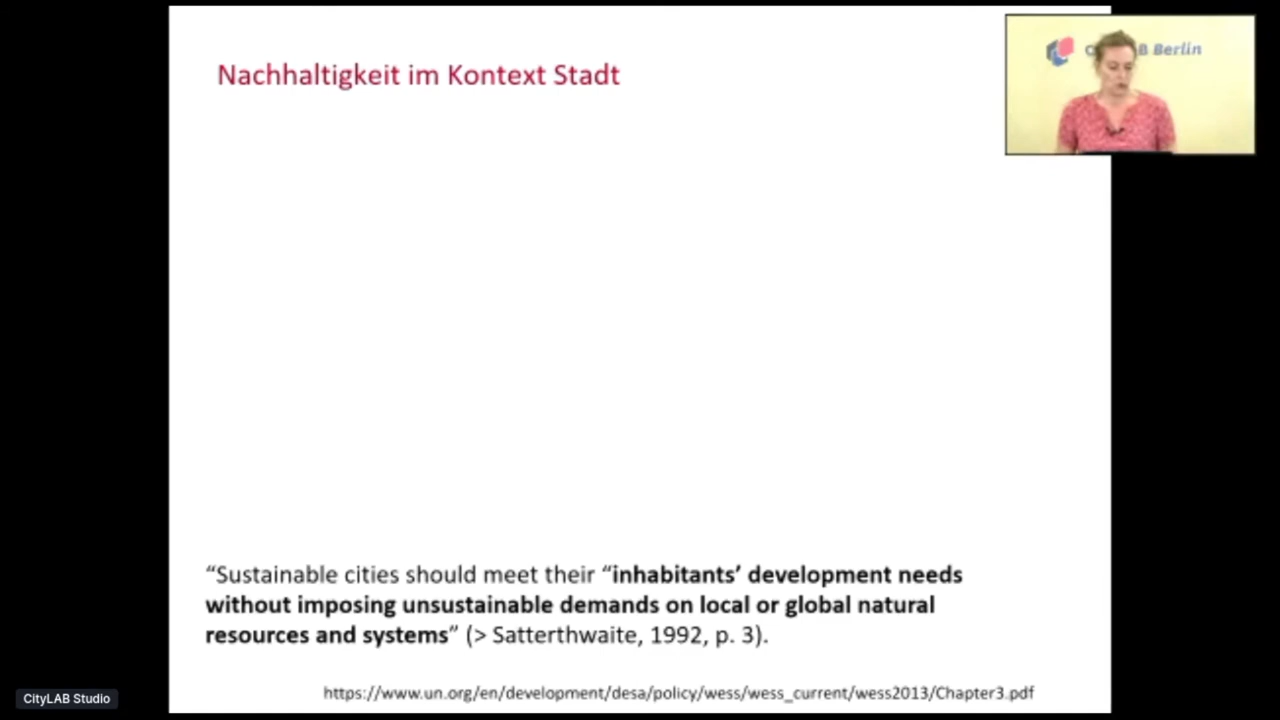 Nachhaltigkeit im Kontext Stadt
Berlin
“Sustainable cities should meet their “inhabitants’ development needs
without imposing unsustainable demands on local or global natural
resources and systems” (> Satterthwaite, 1992, p. 3).
https://www.un.org/en/development/desa/policy/wess/wess_current/wess2013/Chapter3.pdf
CityLAB Studio